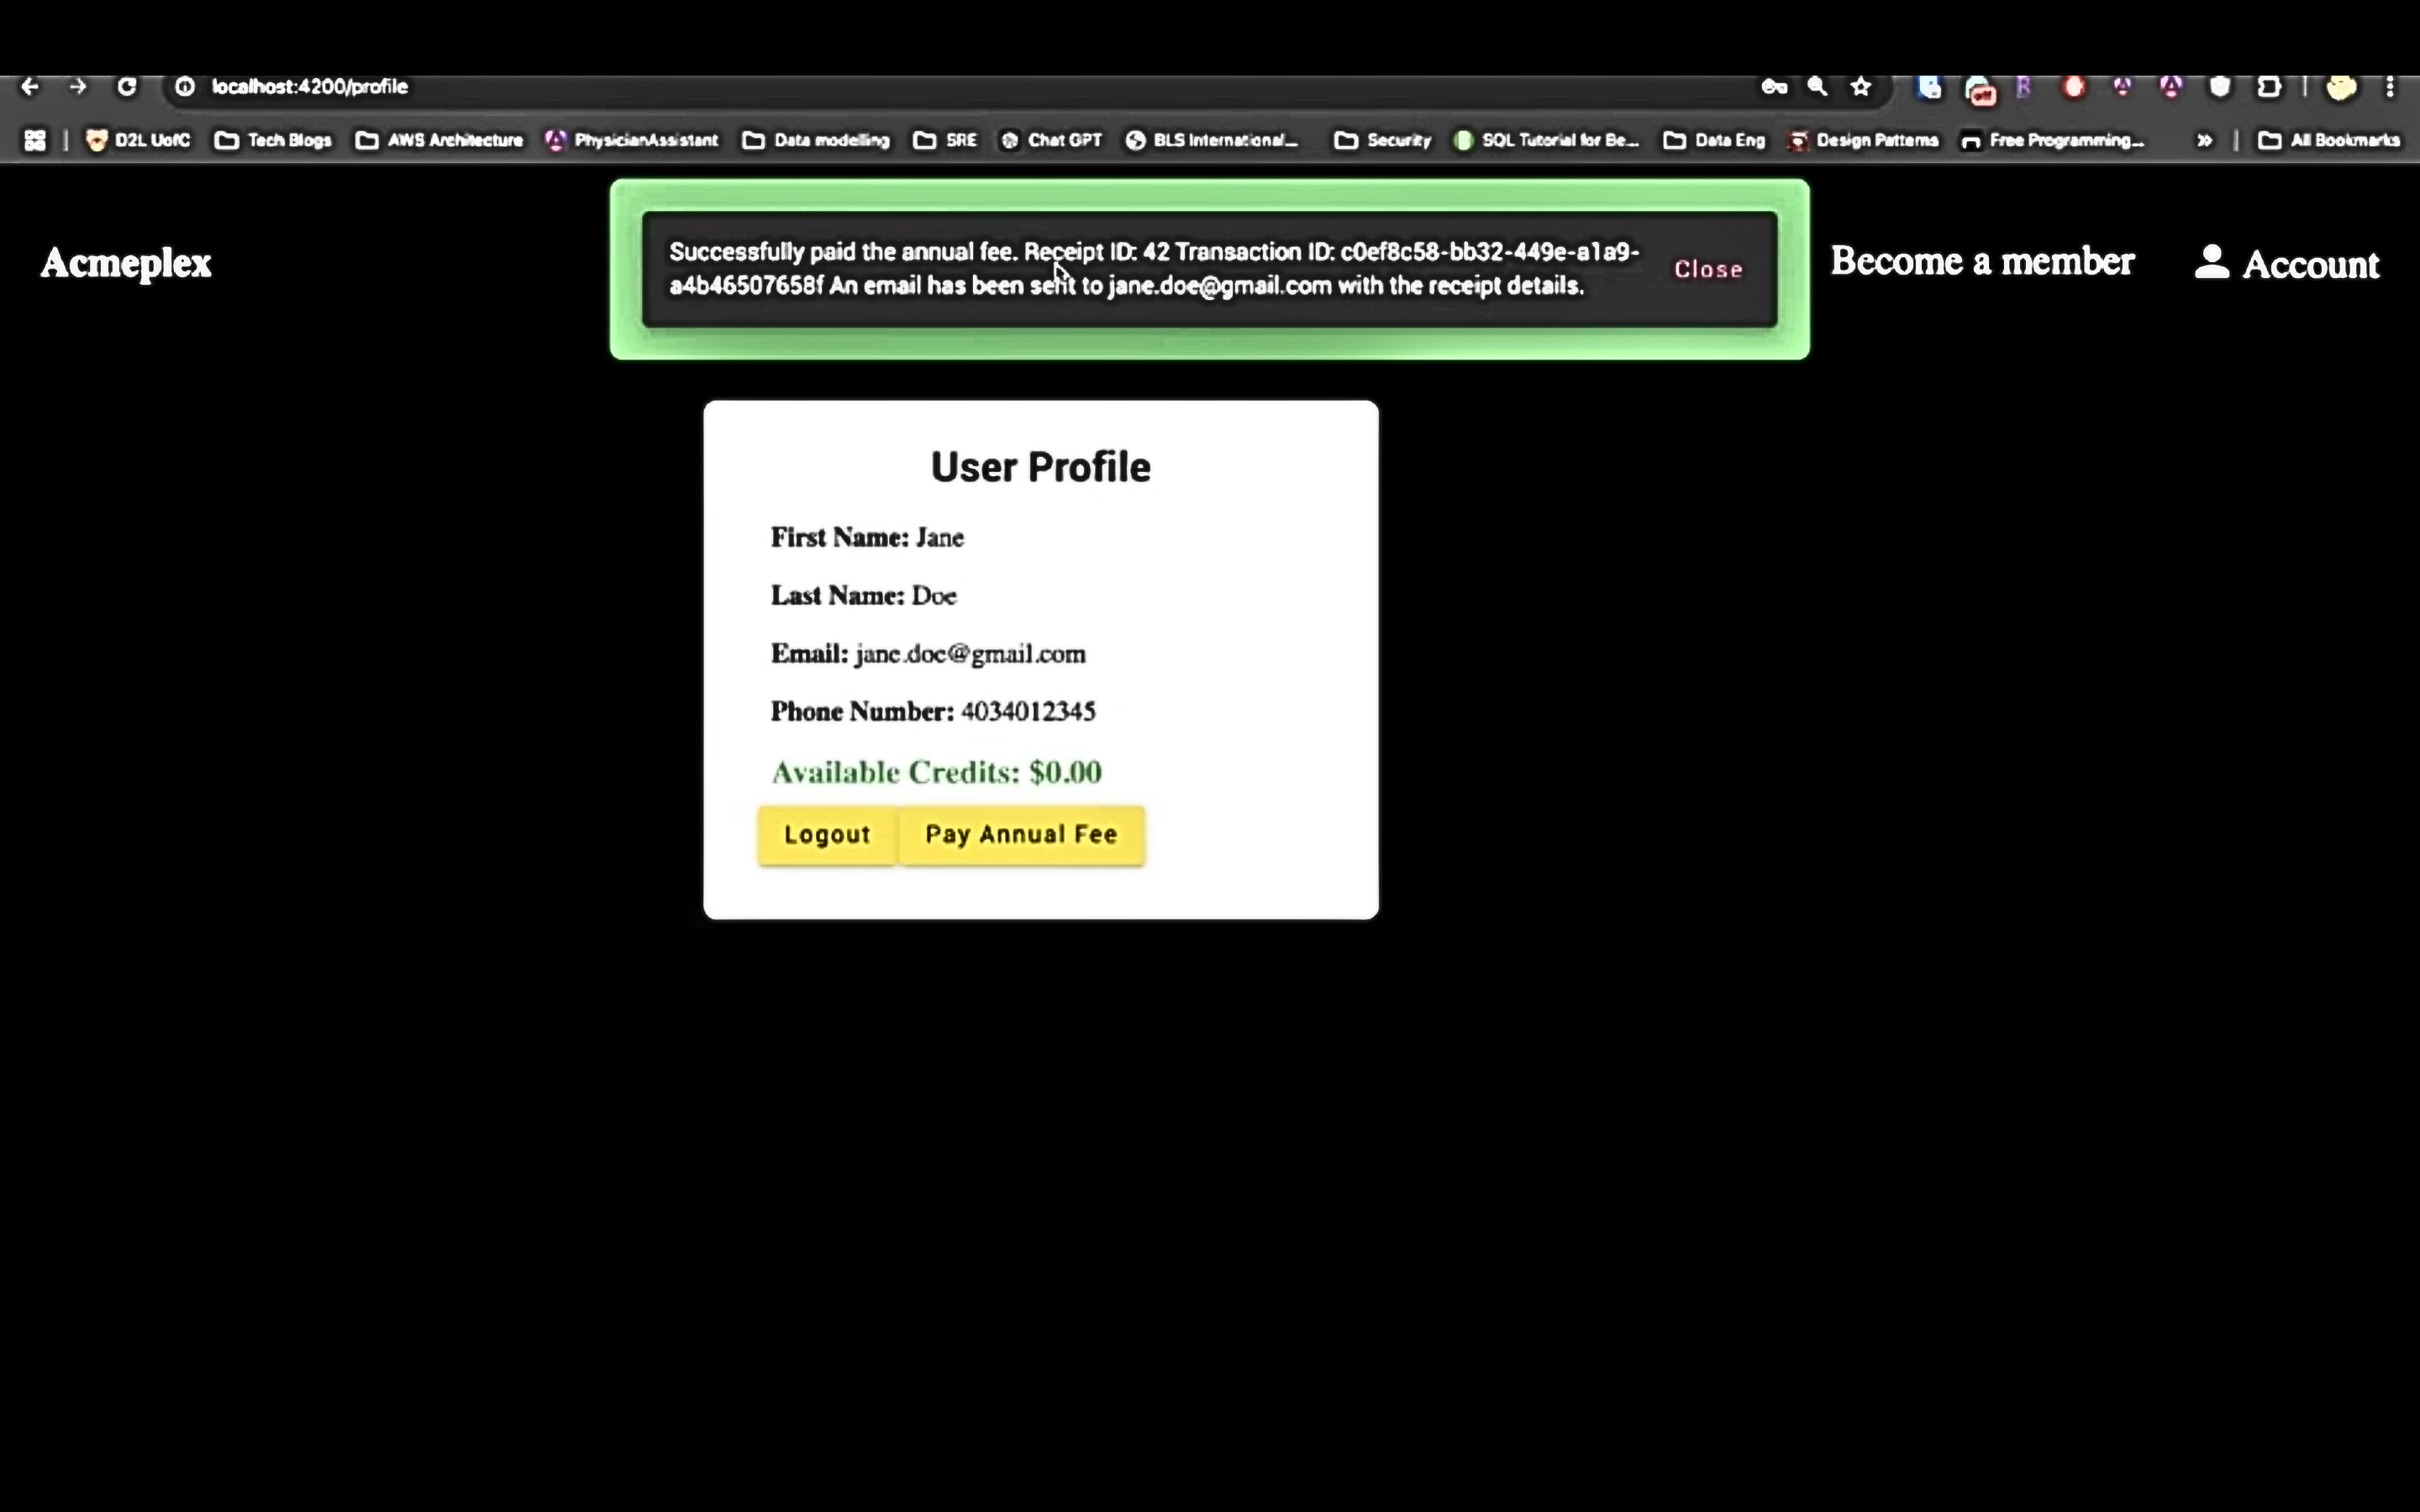 localhost:4200/profile
D2L UofC Tech Blogs AWS Architecture PhysicianAssistant Data modelling SRE Chat GPT BLS International... Security SQL Tutorial for Be... Data Eng Design Patterns Free Programming... All Bookmarks
Acmeplex
Successfully paid the annual fee. Receipt ID: 42 Transaction ID: c0ef8c58-bb32-449e-a1a9-
a4b46507658f An email has been sent to jane.doe@gmail.com with the receipt details.
Close
Become a member
Account
User Profile
First Name: Jane
Last Name: Doe
Email: jane.doe@gmail.com
Phone Number: 4034012345
Available Credits: $0.00
Logout Pay Annual Fee